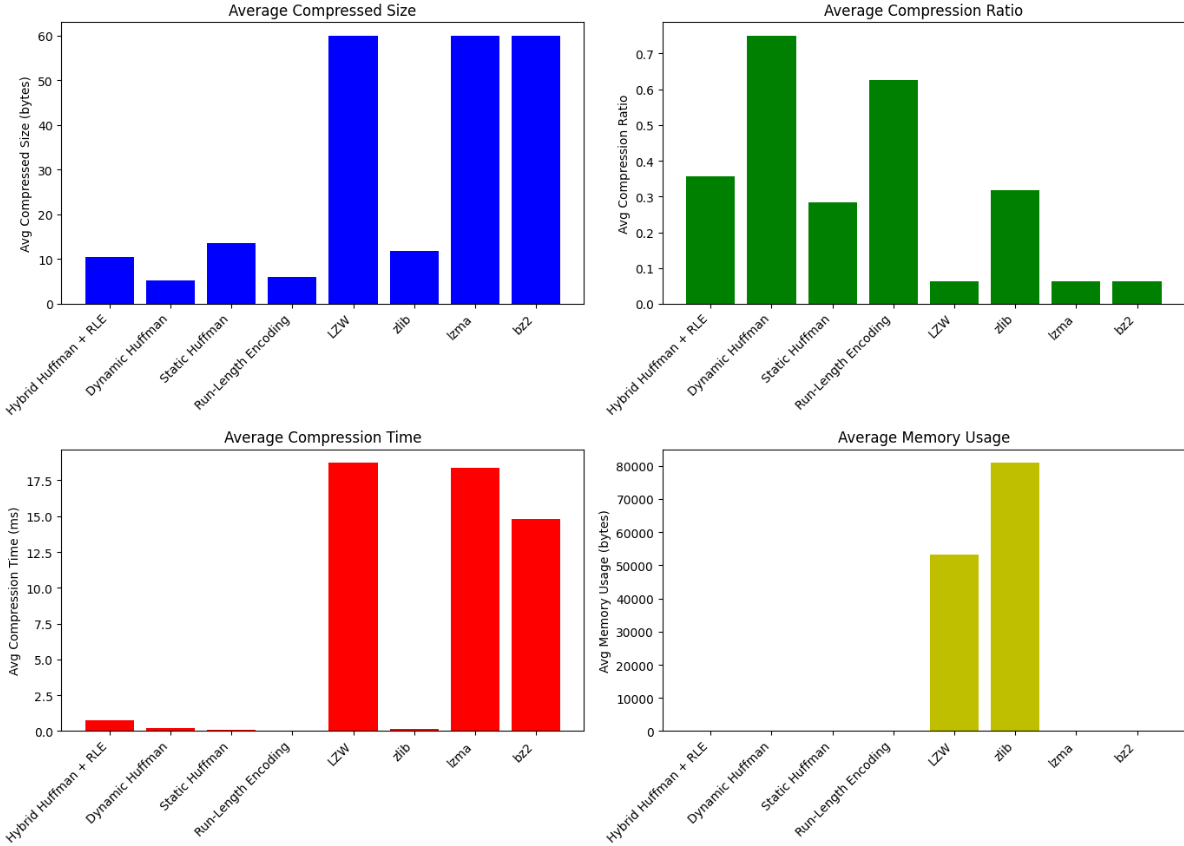 Average Compressed Size
Avg Compressed Size (bytes)
60
50
40
30
20
10
0
Hybrid Huffman + RLE
Dynamic Huffman
Static Huffman
Run-Length Encoding
LZW
zlib
lzma
bz2
Average Compression Ratio
Avg Compression Ratio
0.7
0.6
0.5
0.4
0.3
0.2
0.1
0.0
Hybrid Huffman + RLE
Dynamic Huffman
Static Huffman
Run-Length Encoding
LZW
zlib
lzma
bz2
Average Compression Time
Avg Compression Time (ms)
17.5
15.0
12.5
10.0
7.5
5.0
2.5
0.0
Hybrid Huffman + RLE
Dynamic Huffman
Static Huffman
Run-Length Encoding
LZW
zlib
lzma
bz2
Average Memory Usage
Avg Memory Usage (bytes)
80000
70000
60000
50000
40000
30000
20000
10000
0
Hybrid Huffman + RLE
Dynamic Huffman
Static Huffman
Run-Length Encoding
LZW
zlib
lzma
bz2